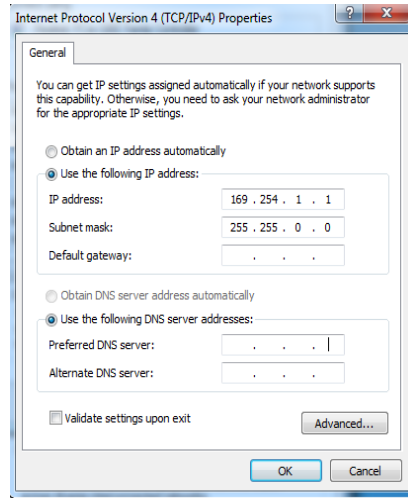 Internet Protocol Version 4 (TCP/IPv4) Properties
General
You can get IP settings assigned automatically if your network supports
this capability. Otherwise, you need to ask your network administrator
for the appropriate IP settings.
Obtain an IP address automatically
Use the following IP address:
IP address: 169 . 254 . 1 . 1
Subnet mask: 255 . 255 . 0 . 0
Default gateway: . . .
Obtain DNS server address automatically
Use the following DNS server addresses:
Preferred DNS server: . . .
Alternate DNS server: . . .
Validate settings upon exit
Advanced...
OK Cancel